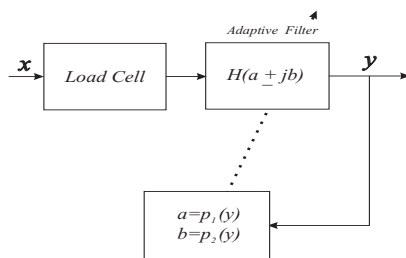 Adaptive Filter
x
Load Cell
H(a ± jb)
y
a=p₁(y)
b=p₂(y)